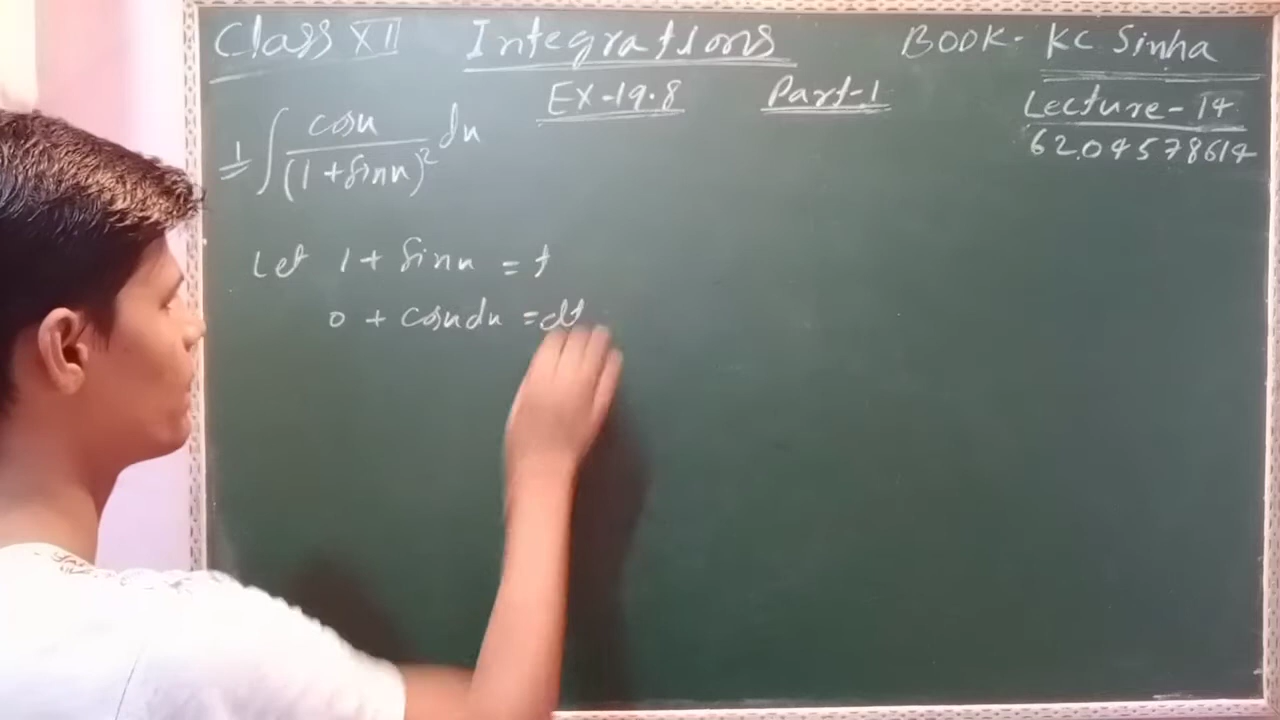 Class XII Integrations BOOK- KC Sinha
EX-19.8 Part-1 Lecture-14
6204578614
1 ∫ cosx/(1+sinx)² dx
Let 1 + sinx = t
0 + cosxdx = dt